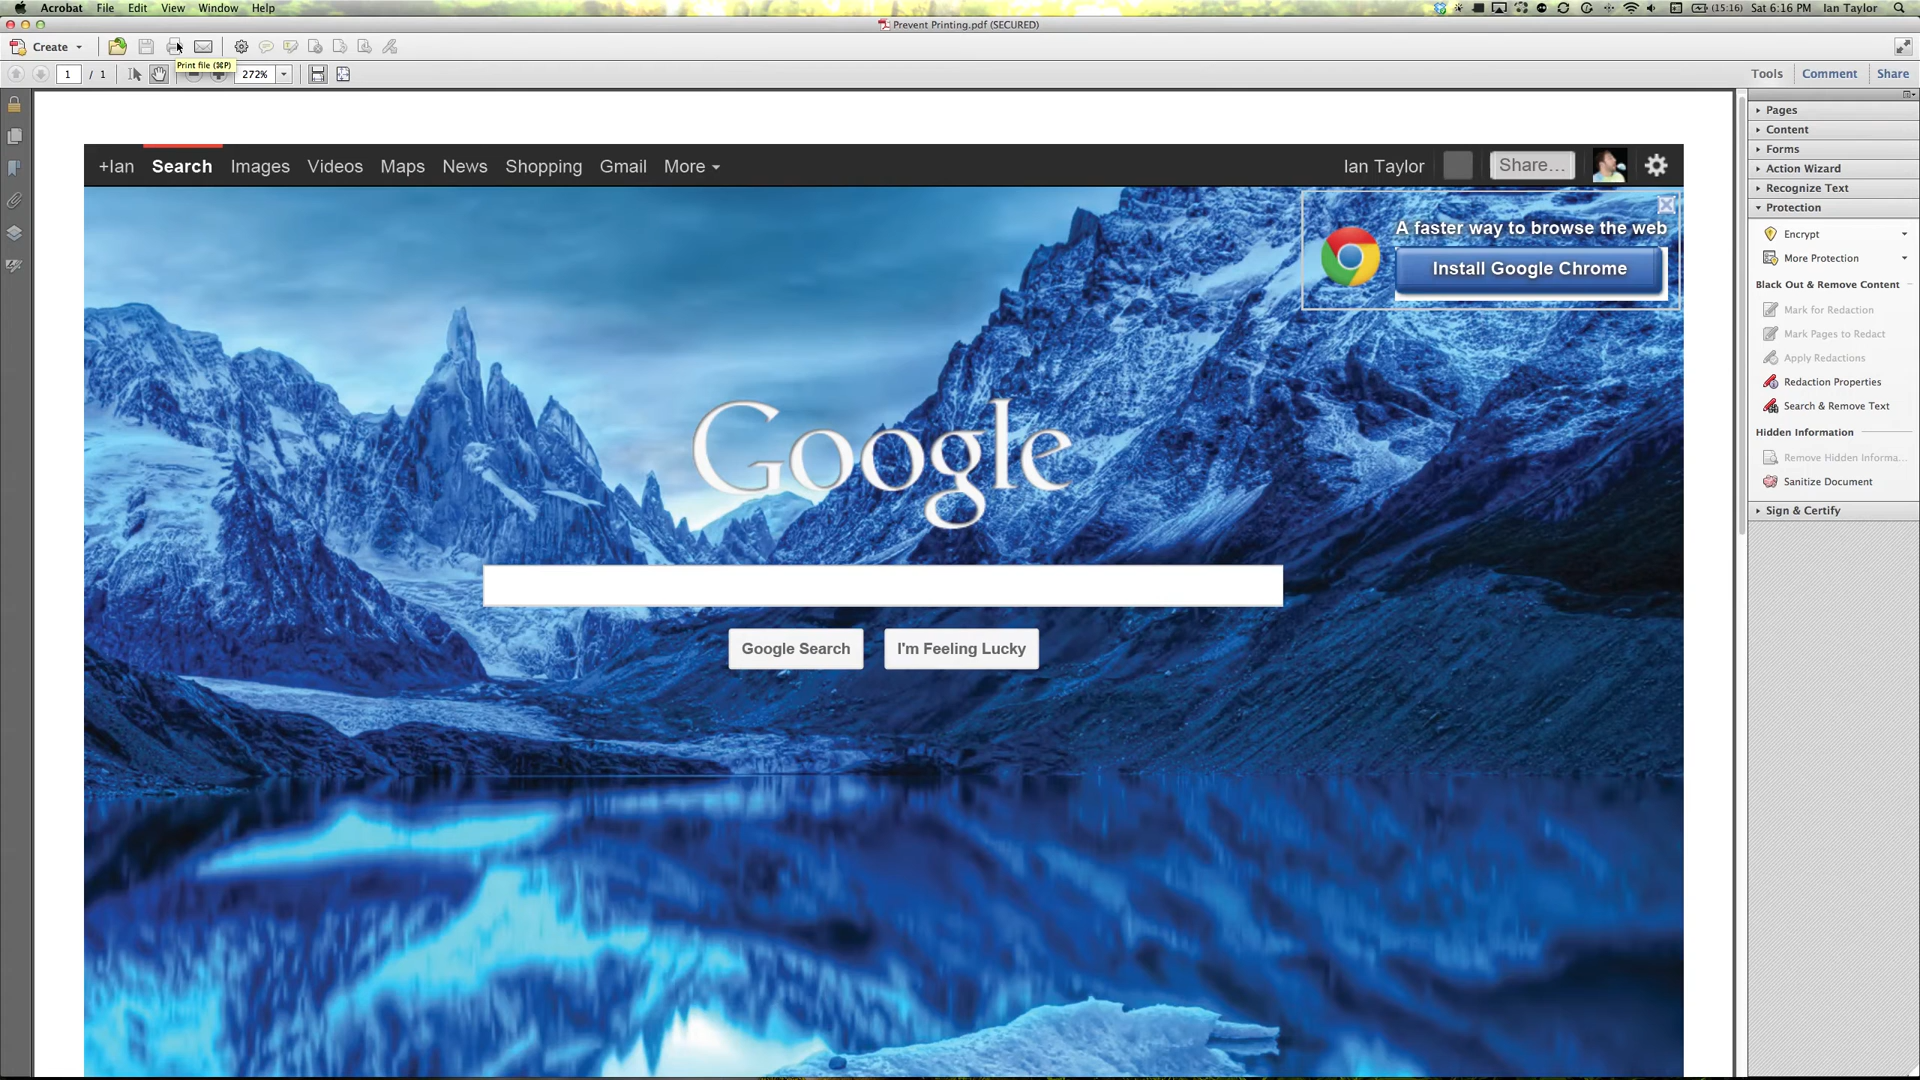 Acrobat File Edit View Window Help (15:16) Sat 6:16 PM Ian Taylor
Prevent Printing.pdf (SECURED)
Create
Print file (⌘P)
1 / 1 272% Tools Comment Share
Pages
Content
Forms
Action Wizard
Recognize Text
Protection
Encrypt
More Protection
Black Out & Remove Content
Mark for Redaction
Mark Pages to Redact
Apply Redactions
Redaction Properties
Search & Remove Text
Hidden Information
Remove Hidden Informa...
Sanitize Document
Sign & Certify
+Ian Search Images Videos Maps News Shopping Gmail More Ian Taylor Share...
A faster way to browse the web
Install Google Chrome
Google
Google Search I'm Feeling Lucky